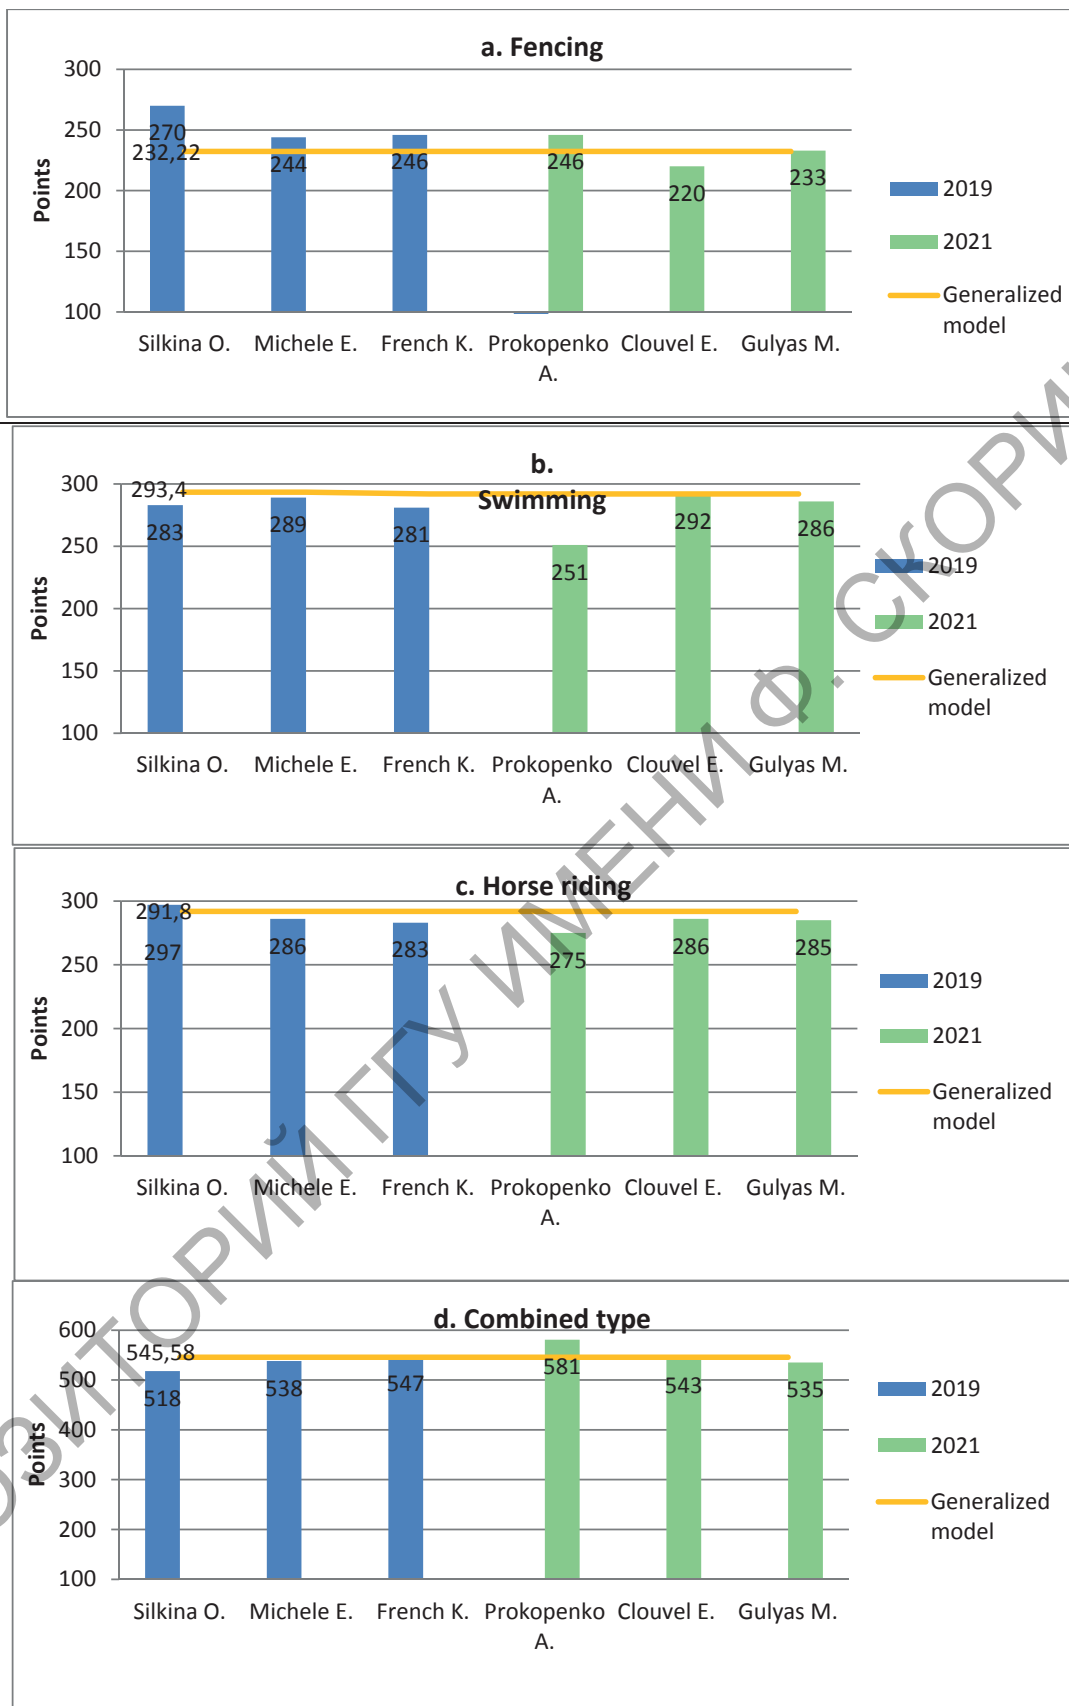 a. Fencing
300
250
200
150
100
Points
270
232,22
244
246
246
220
233
Silkina O.
Michele E.
French K.
Prokopenko
A.
Clouvel E.
Gulyas M.
2019
2021
Generalized
model
b.
Swimming
300
250
200
150
100
Points
293,4
283
289
281
251
292
286
Silkina O.
Michele E.
French K.
Prokopenko
A.
Clouvel E.
Gulyas M.
2019
2021
Generalized
model
c. Horse riding
300
250
200
150
100
Points
291,8
297
286
283
275
286
285
Silkina O.
Michele E.
French K.
Prokopenko
A.
Clouvel E.
Gulyas M.
2019
2021
Generalized
model
d. Combined type
600
500
400
300
200
100
Points
545,58
518
538
547
581
543
535
Silkina O.
Michele E.
French K.
Prokopenko
A.
Clouvel E.
Gulyas M.
2019
2021
Generalized
model
ГГУ ИМЕНИ Ф.